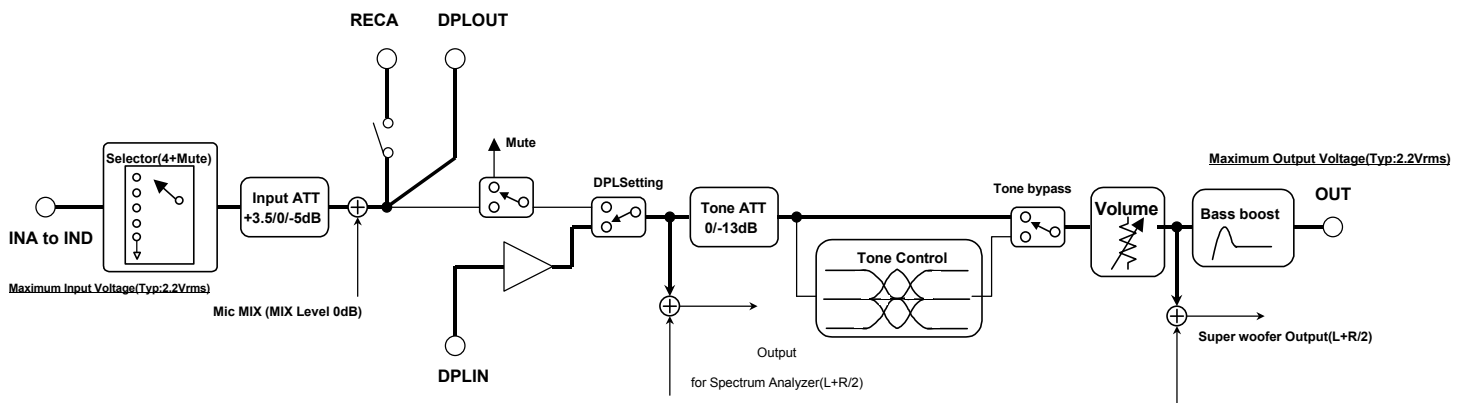 RECA
DPLOUT
Selector(4+Mute)
Input ATT
+3.5/0/-5dB
Mute
DPLSetting
Tone ATT
0/-13dB
Tone bypass
Volume
Maximum Output Voltage(Typ:2.2Vrms)
Bass boost
OUT
INA to IND
Maximum Input Voltage(Typ:2.2Vrms)
Mic MIX (MIX Level 0dB)
DPLIN
Tone Control
Output
for Spectrum Analyzer(L+R/2)
Super woofer Output(L+R/2)